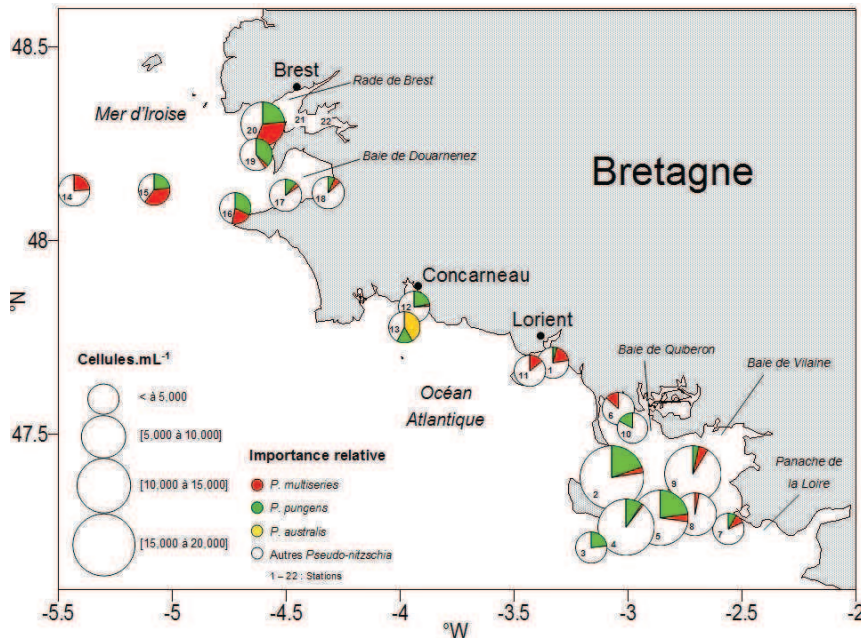 48.5
48
47.5
°N
Brest
Rade de Brest
Mer d'Iroise
20
21
22
19
Baie de Douarnenez
14
15
16
17
18
Bretagne
Concarneau
12
13
Lorient
11
1
Baie de Quiberon
Baie de Vilaine
Océan
Atlantique
6
10
2
9
Panache de
la Loire
3
4
5
8
7
Cellules.mL⁻¹
< à 5.000
[5.000 à 10.000]
[10.000 à 15.000]
[15.000 à 20.000]
Importance relative
P. multiseries
P. pungens
P. australis
Autres Pseudo-nitzschia
1 – 22 : Stations
-5.5 -5 -4.5 -4 -3.5 -3 -2.5 -2
°W